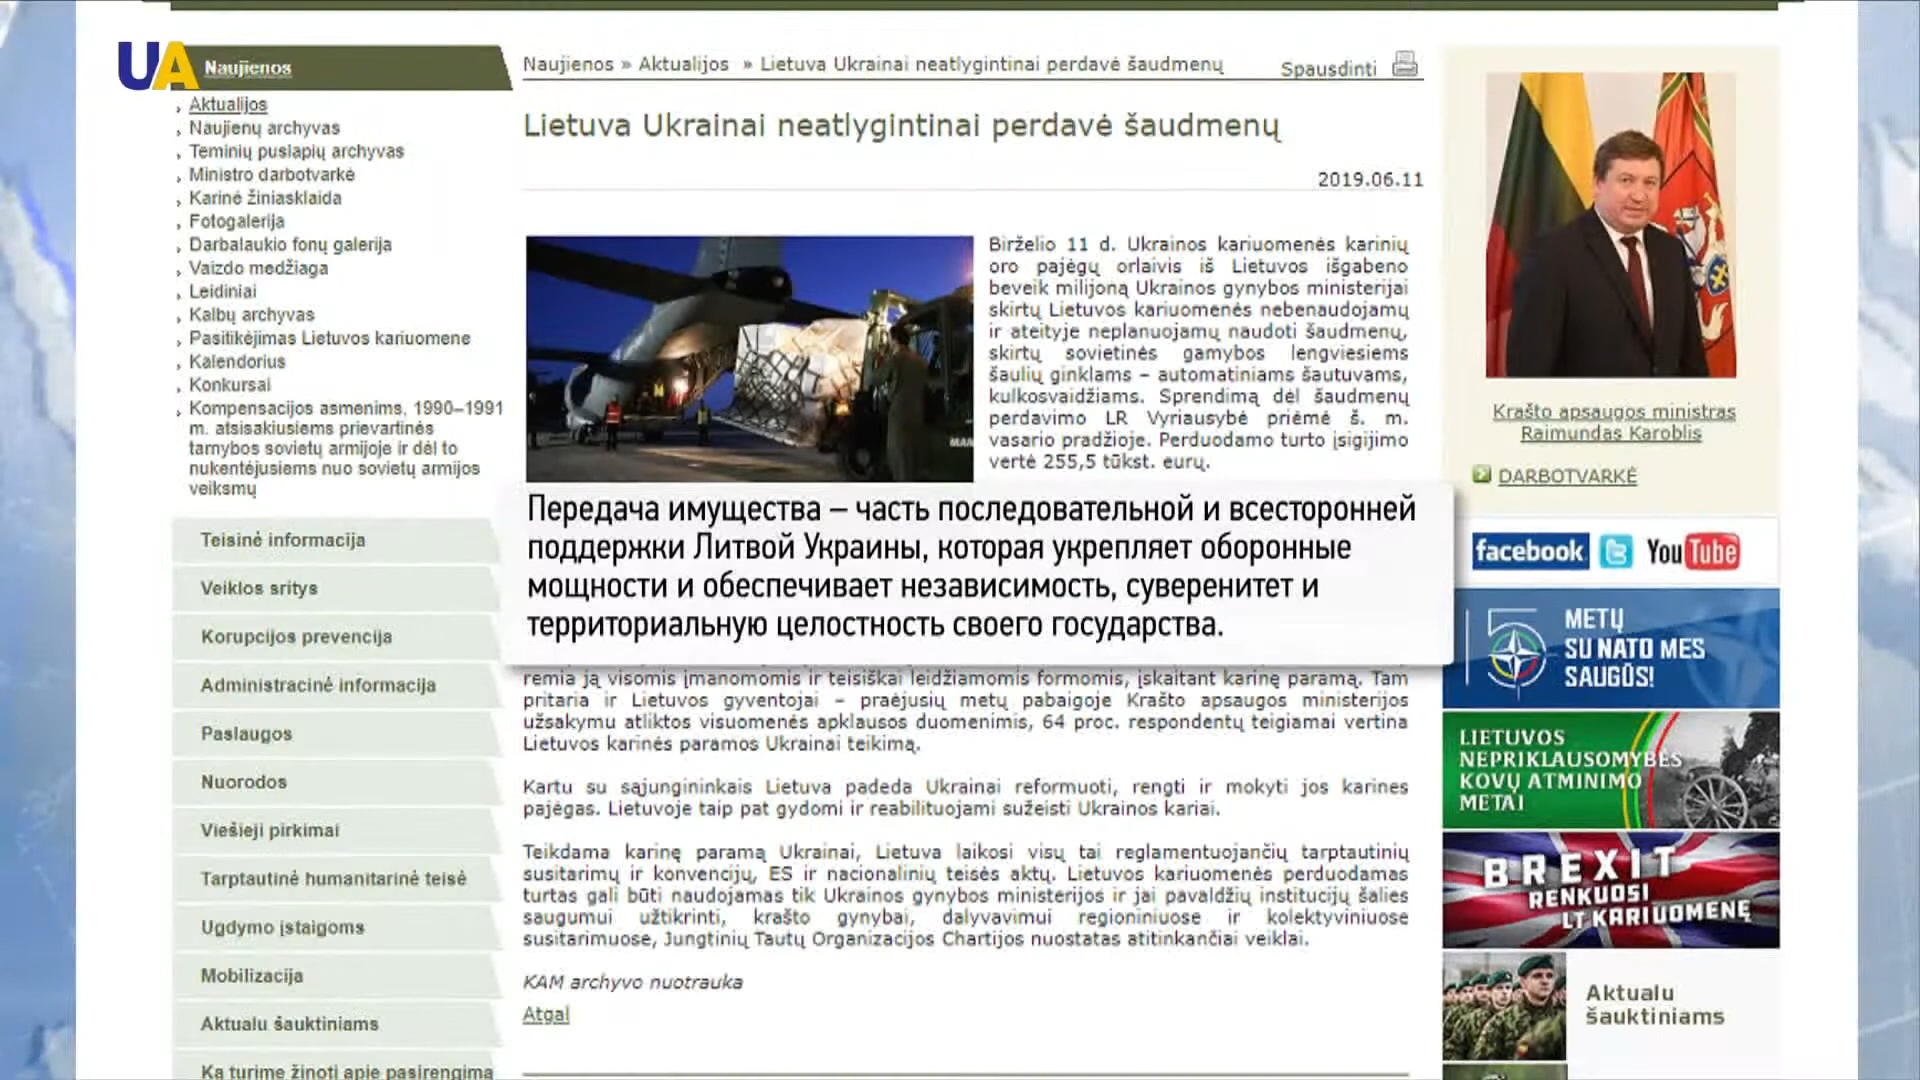 UA
Naujienos
Aktualijos
Naujienų archyvas
Teminių puslapių archyvas
Ministro darbotvarkė
Karinė žiniasklaida
Fotogalerija
Darbalaukio fonų galerija
Vaizdo medžiaga
Leidiniai
Kalbų archyvas
Pasitikėjimas Lietuvos kariuomene
Kalendorius
Konkursai
Kompensacijos asmenims, 1990–1991
m. atsisakiusiems prievartinės
tarnybos sovietų armijoje ir dėl to
nukentėjusiems nuo sovietų armijos
veiksmų
Teisinė informacija
Veiklos sritys
Korupcijos prevencija
Administracinė informacija
Paslaugos
Nuorodos
Viešieji pirkimai
Tarptautinė humanitarinė teisė
Ugdymo įstaigoms
Mobilizacija
Aktualu šauktiniams
Ką turime žinoti apie pasirengimą
Naujienos » Aktualijos » Lietuva Ukrainai neatlygintinai perdavė šaudmenų
Spausdinti
Lietuva Ukrainai neatlygintinai perdavė šaudmenų
2019.06.11
Birželio 11 d. Ukrainos kariuomenės karinių
oro pajėgų orlaivis iš Lietuvos išgabeno
beveik milijoną Ukrainos gynybos ministerijai
skirtų Lietuvos kariuomenės nebenaudojamų
ir ateityje neplanuojamų naudoti šaudmenų,
skirtų sovietinės gamybos lengviesiems
šaulių ginklams – automatiniams šautuvams,
kulkosvaidžiams. Sprendimą dėl šaudmenų
perdavimo LR Vyriausybė priėmė š. m.
vasario pradžioje. Perduodamo turto įsigijimo
vertė 255,5 tūkst. eurų.
Передача имущества – часть последовательной и всесторонней
поддержки Литвой Украины, которая укрепляет оборонные
мощности и обеспечивает независимость, суверенитет и
территориальную целостность своего государства.
remia ją visomis įmanomomis ir teisiškai leidžiamomis formomis, įskaitant karinę paramą. Tam
pritaria ir Lietuvos gyventojai – praėjusių metų pabaigoje Krašto apsaugos ministerijos
užsakymu atliktos visuomenės apklausos duomenimis, 64 proc. respondentų teigiamai vertina
Lietuvos karinės paramos Ukrainai teikimą.
Kartu su sąjungininkais Lietuva padeda Ukrainai reformuoti, rengti ir mokyti jos karines
pajėgas. Lietuvoje taip pat gydomi ir reabilituojami sužeisti Ukrainos kariai.
Teikdama karinę paramą Ukrainai, Lietuva laikosi visų tai reglamentuojančių tarptautinių
susitarimų ir konvencijų, ES ir nacionalinių teisės aktų. Lietuvos kariuomenės perduodamas
turtas gali būti naudojamas tik Ukrainos gynybos ministerijos ir jai pavaldžių institucijų šalies
saugumui užtikrinti, krašto gynybai, dalyvavimui regioniniuose ir kolektyviniuose
susitarimuose, Jungtinių Tautų Organizacijos Chartijos nuostatas atitinkančiai veiklai.
KAM archyvo nuotrauka
Atgal
Krašto apsaugos ministras
Raimundas Karoblis
DARBOTVARKĖ
facebook
YouTube
15 METŲ
SU NATO MES
SAUGŪS!
LIETUVOS
NEPRIKLAUSOMYBĖS
KOVŲ ATMINIMO
METAI
BREXIT
RENKUOSI
LT KARIUOMENĘ
Aktualu
šauktiniams